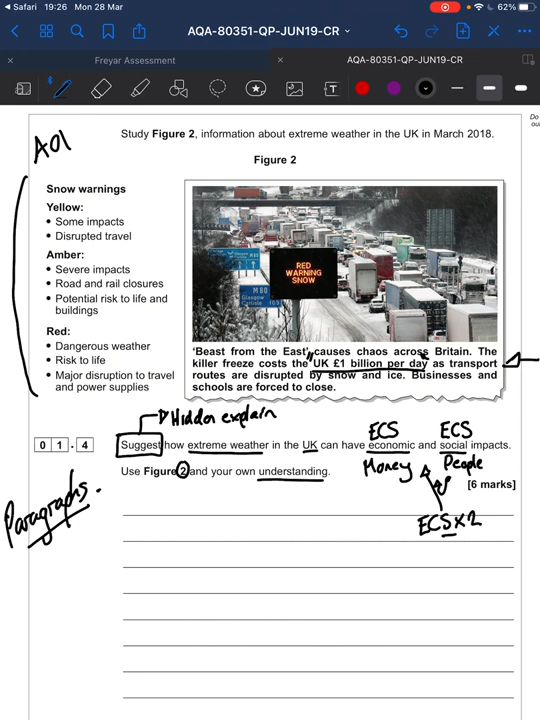 Safari 19:26 Mon 28 Mar 62%
AQA-80351-QP-JUN19-CR
Freyar Assessment
AQA-80351-QP-JUN19-CR
Do
ou
A01
Study Figure 2, information about extreme weather in the UK in March 2018.
Figure 2
Snow warnings
Yellow:
• Some impacts
• Disrupted travel
Amber:
• Severe impacts
• Road and rail closures
• Potential risk to life and
buildings
Red:
• Dangerous weather
• Risk to life
• Major disruption to travel
and power supplies
RED
WARNING
SNOW
M80
Glasgow
Carlisle
‘Beast from the East’ causes chaos across Britain. The
killer freeze costs the UK £1 billion per day as transport
routes are disrupted by snow and ice. Businesses and
schools are forced to close.
Hidden explain
ECS ECS
0 1 . 4 Suggest how extreme weather in the UK can have economic and social impacts.
Money People
Use Figure 2 and your own understanding.
[6 marks]
Paragraphs.
ECS x 2